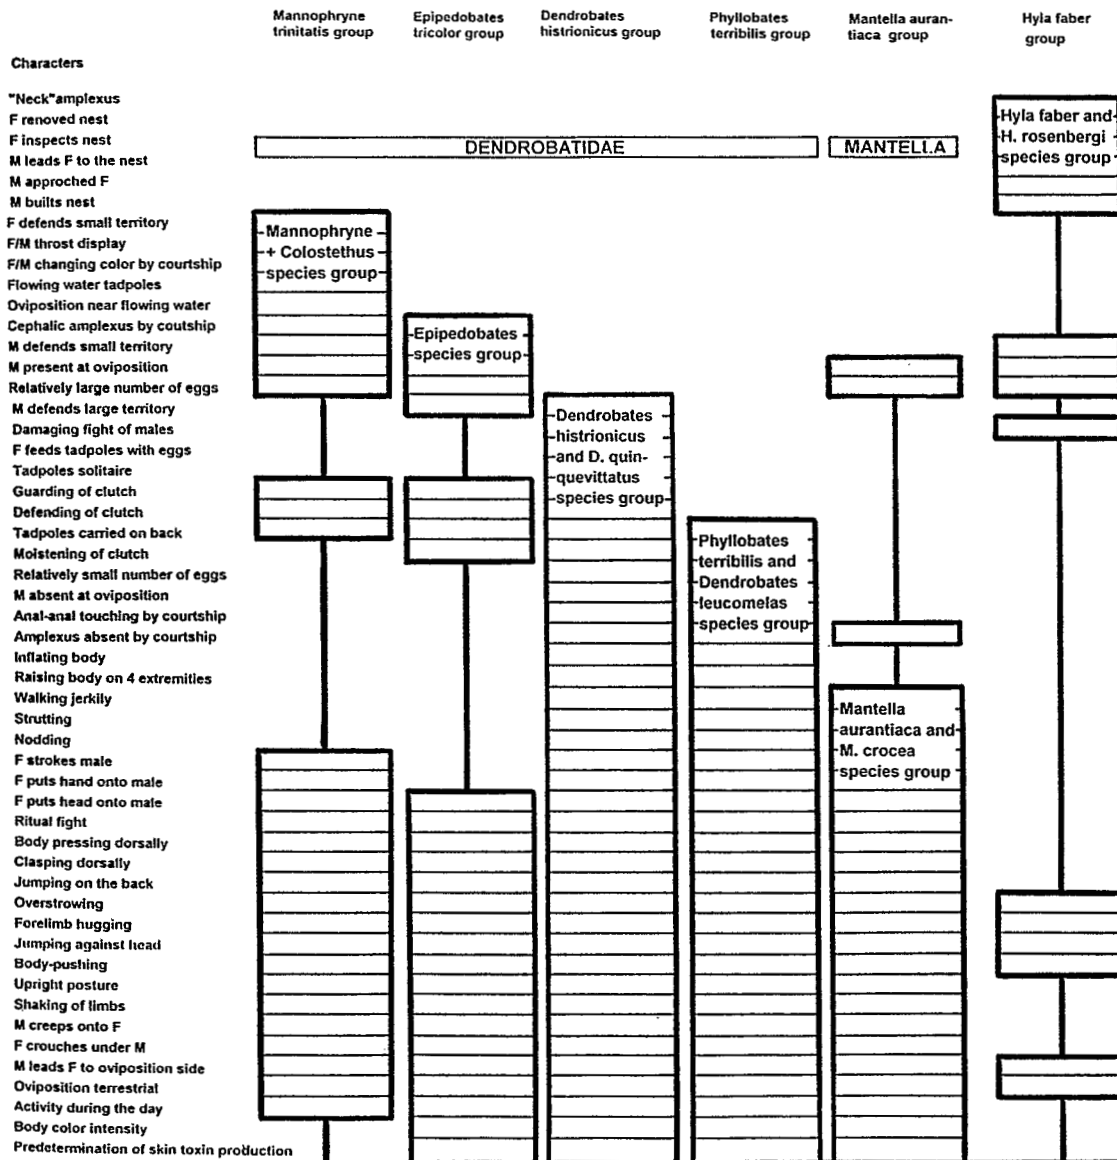 Mannophryne
trinitatis group
Epipedobates
tricolor group
Dendrobates
histrionicus group
Phyllobates
terribilis group
Mantella auran-
tiaca group
Hyla faber
group
Characters
"Neck"amplexus
F renoved nest
F inspects nest
M leads F to the nest
M approched F
M builts nest
F defends small territory
F/M throst display
F/M changing color by courtship
Flowing water tadpoles
Oviposition near flowing water
Cephalic amplexus by coutship
M defends small territory
M present at oviposition
Relatively large number of eggs
M defends large territory
Damaging fight of males
F feeds tadpoles with eggs
Tadpoles solitaire
Guarding of clutch
Defending of clutch
Tadpoles carried on back
Moistening of clutch
Relatively small number of eggs
M absent at oviposition
Anal-anal touching by courtship
Amplexus absent by courtship
Inflating body
Raising body on 4 extremities
Walking jerkily
Strutting
Nodding
F strokes male
F puts hand onto male
F puts head onto male
Ritual fight
Body pressing dorsally
Clasping dorsally
Jumping on the back
Overstrowing
Forelimb hugging
Jumping against head
Body-pushing
Upright posture
Shaking of limbs
M creeps onto F
F crouches under M
M leads F to oviposition side
Oviposition terrestrial
Activity during the day
Body color intensity
Predetermination of skin toxin production
DENDROBATIDAE
MANTELLA
Mannophryne
+ Colostethus
species group
Epipedobates
species group
Dendrobates
histrionicus
and D. quin-
quevittatus
species group
Phyllobates
terribilis and
Dendrobates
leucomelas
species group
Mantella
aurantiaca and
M. crocea
species group
Hyla faber and
H. rosenbergi
species group